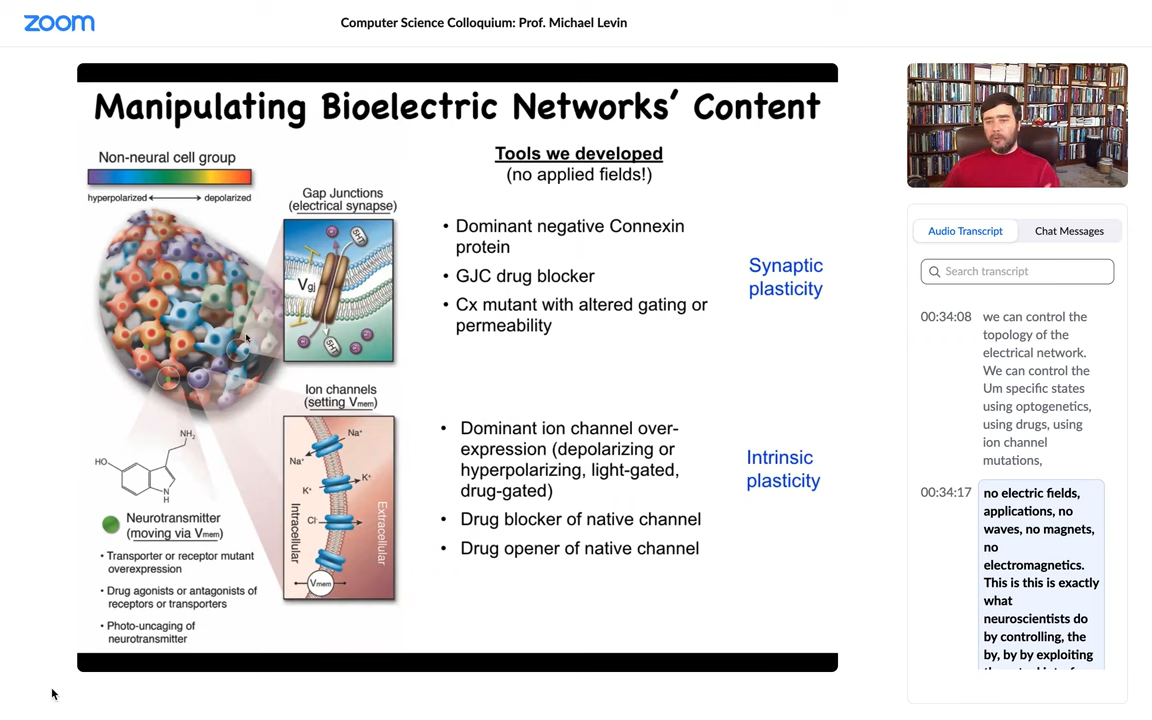 zoom
Computer Science Colloquium: Prof. Michael Levin
Manipulating Bioelectric Networks' Content
Non-neural cell group
hyperpolarized
depolarized
Gap Junctions
(electrical synapse)
5HT
Vgj
5HT
Ion channels
(setting Vmem)
Na+
Na+
K+
K+
Cl-
Intracellular
Extracellular
Vmem
NH2
HO
N
H
Neurotransmitter
(moving via Vmem)
• Transporter or receptor mutant
overexpression
• Drug agonists or antagonists of
receptors or transporters
• Photo-uncaging of
neurotransmitter
Tools we developed
(no applied fields!)
• Dominant negative Connexin
protein
• GJC drug blocker
• Cx mutant with altered gating or
permeability
Synaptic
plasticity
• Dominant ion channel over-
expression (depolarizing or
hyperpolarizing, light-gated,
drug-gated)
• Drug blocker of native channel
• Drug opener of native channel
Intrinsic
plasticity
Audio Transcript
Chat Messages
Search transcript
00:34:08
we can control the
topology of the
electrical network.
We can control the
Um specific states
using optogenetics,
using drugs, using
ion channel
mutations,
00:34:17
no electric fields,
applications, no
waves, no magnets,
no
electromagnetics.
This is this is exactly
what
neuroscientists do
by controlling, the
by, by by exploiting